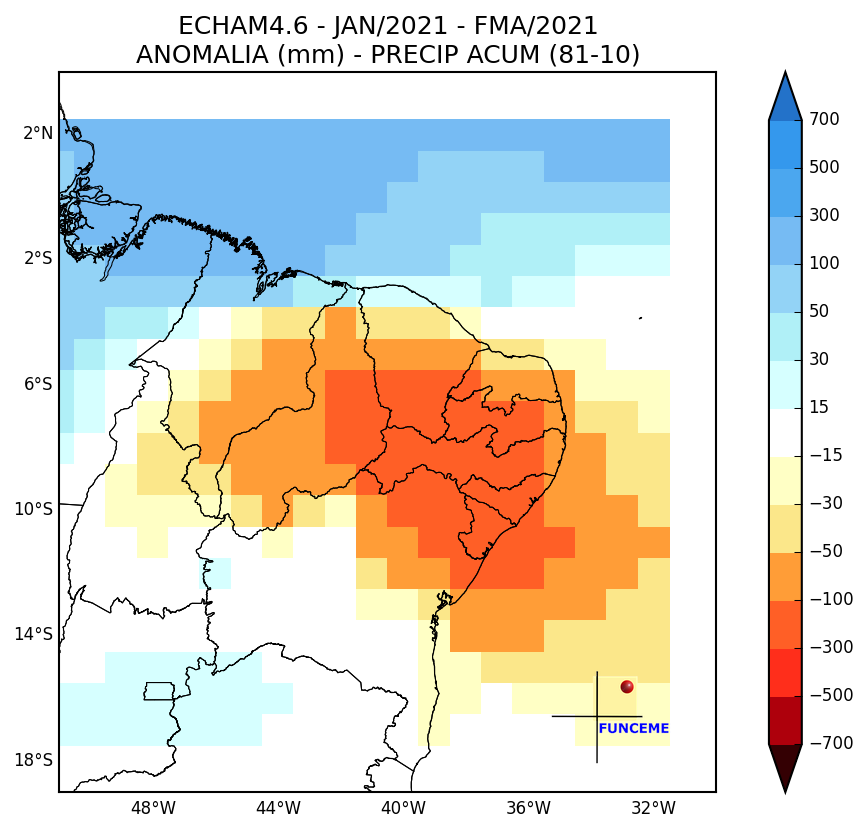 ECHAM4.6 - JAN/2021 - FMA/2021
ANOMALIA (mm) - PRECIP ACUM (81-10)
2°N
2°S
6°S
10°S
14°S
18°S
48°W 44°W 40°W 36°W 32°W
700
500
300
100
50
30
15
−15
−30
−50
−100
−300
−500
−700
FUNCEME